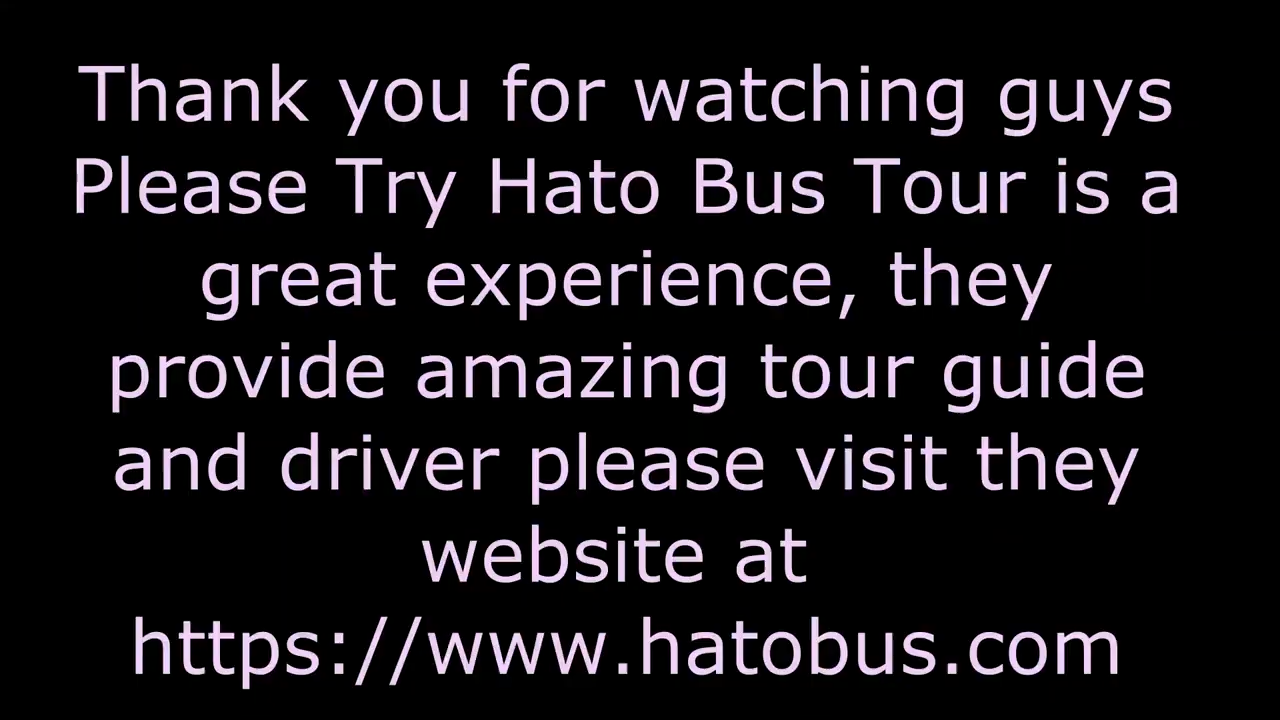 Thank you for watching guys
Please Try Hato Bus Tour is a
great experience, they
provide amazing tour guide
and driver please visit they
website at
https://www.hatobus.com